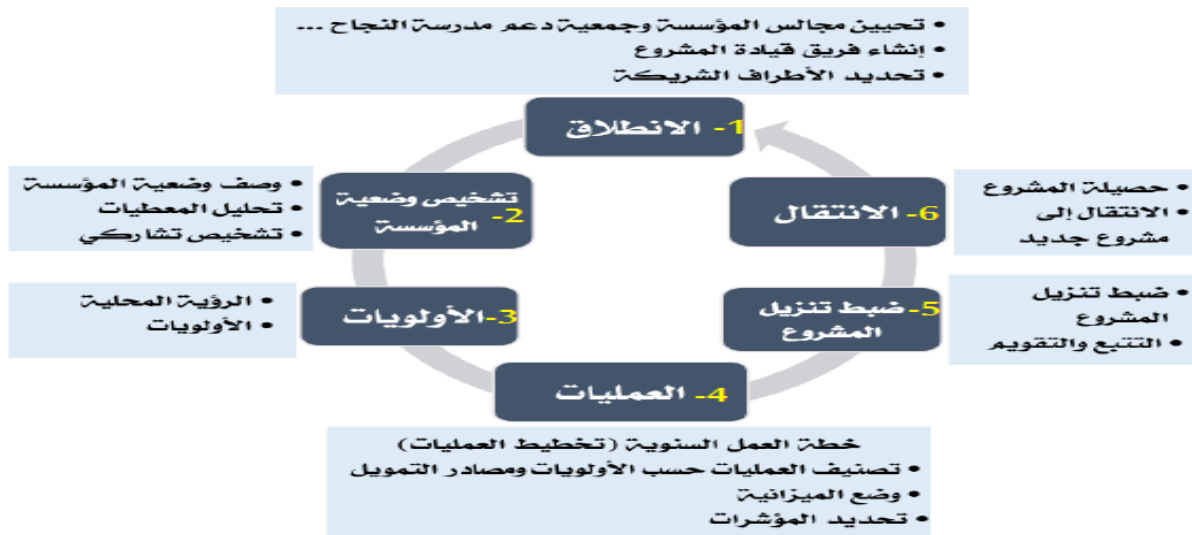 • تحيين مجالس المؤسسة وجمعية دعم مدرسة النجاح ...
• إنشاء فريق قيادة المشروع
• تحديد الأطراف الشريكة
1- الانطلاق
2- تشخيص وضعية
المؤسسة
• وصف وضعية المؤسسة
• تحليل المعطيات
• تشخيص تشاركي
3- الأولويات
• الرؤية المحلية
• الأولويات
4- العمليات
خطة العمل السنوية (تخطيط العمليات)
• تصنيف العمليات حسب الأولويات ومصادر التمويل
• وضع الميزانية
• تحديد المؤشرات
5- ضبط تنزيل
المشروع
• ضبط تنزيل
المشروع
• التتبع والتقويم
6- الانتقال
• حصيلة المشروع
• الانتقال إلى
مشروع جديد